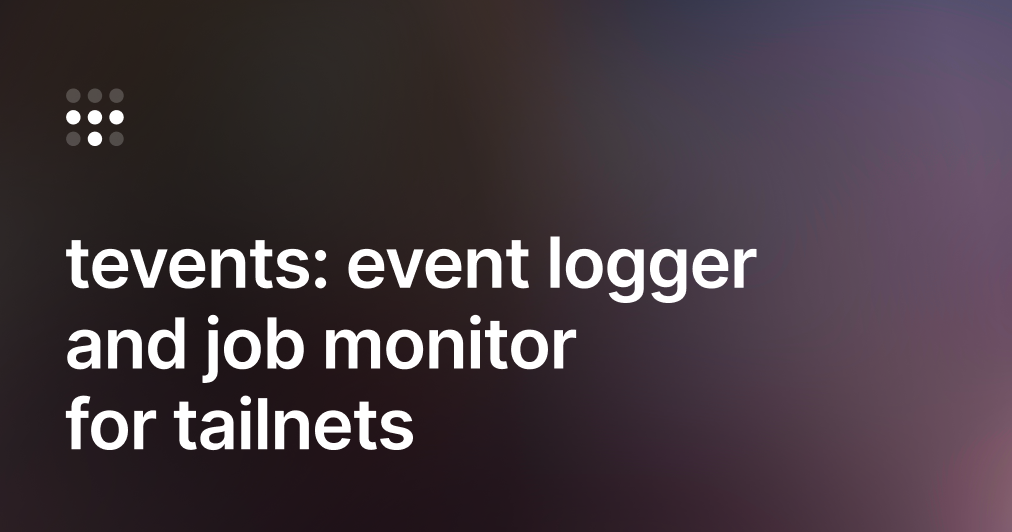 tevents: event logger
and job monitor
for tailnets